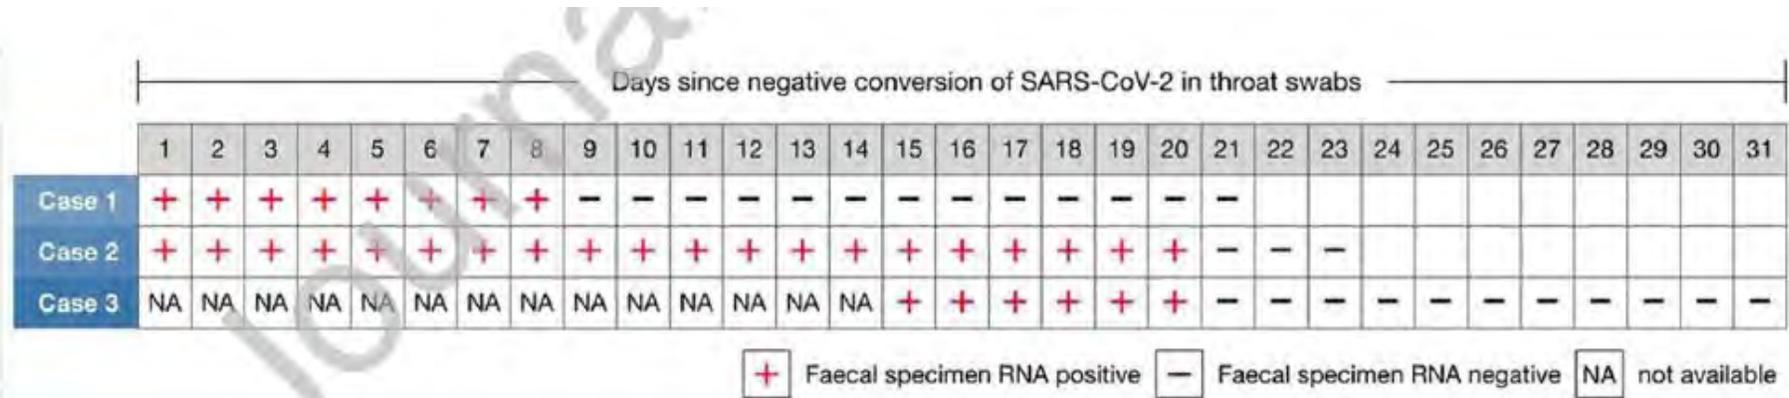 Days since negative conversion of SARS-CoV-2 in throat swabs
1 2 3 4 5 6 7 8 9 10 11 12 13 14 15 16 17 18 19 20 21 22 23 24 25 26 27 28 29 30 31
Case 1 + + + + + + + + − − − − − − − − − − − − −
Case 2 + + + + + + + + + + + + + + + + + + + + − − −
Case 3 NA NA NA NA NA NA NA NA NA NA NA NA NA NA + + + + + + − − − − − − − − − − −
+ Faecal specimen RNA positive − Faecal specimen RNA negative NA not available
Journa